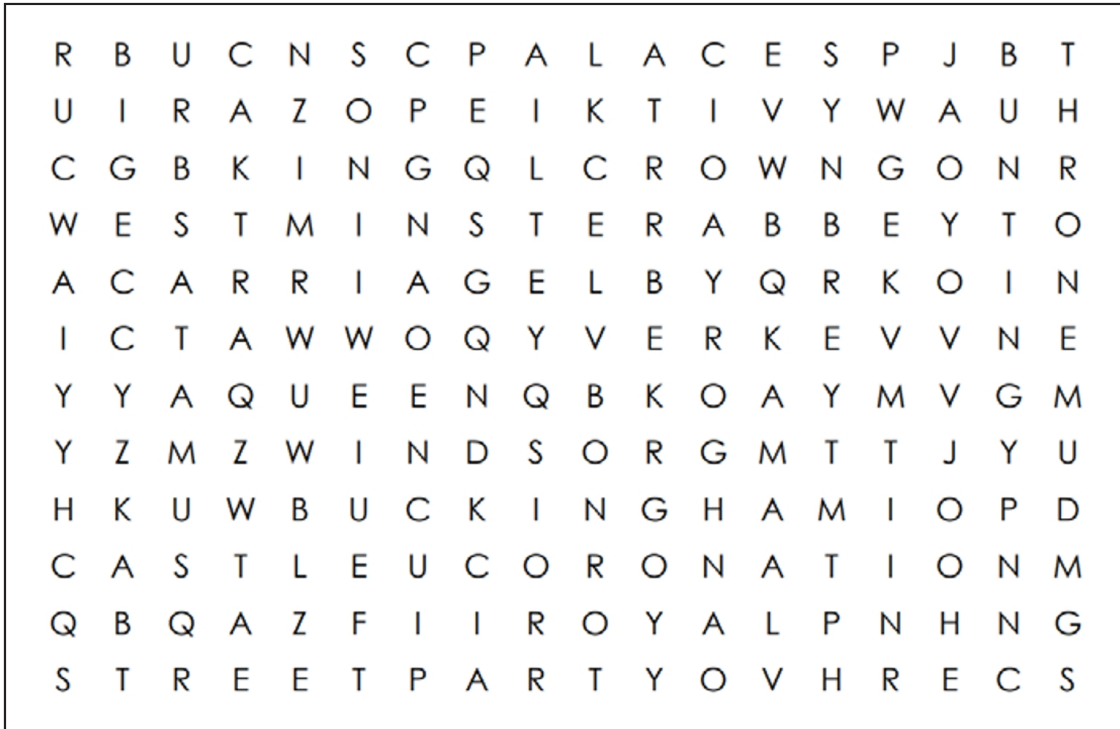 R B U C N S C P A L A C E S P J B T
U I R A Z O P E I K T I V Y W A U H
C G B K I N G Q L C R O W N G O N R
W E S T M I N S T E R A B B E Y T O
A C A R R I A G E L B Y Q R K O I N
I C T A W W O Q Y V E R K E V V N E
Y Y A Q U E E N Q B K O A Y M V G M
Y Z M Z W I N D S O R G M T T J Y U
H K U W B U C K I N G H A M I O P D
C A S T L E U C O R O N A T I O N M
Q B Q A Z F I I R O Y A L P N H N G
S T R E E T P A R T Y O V H R E C S